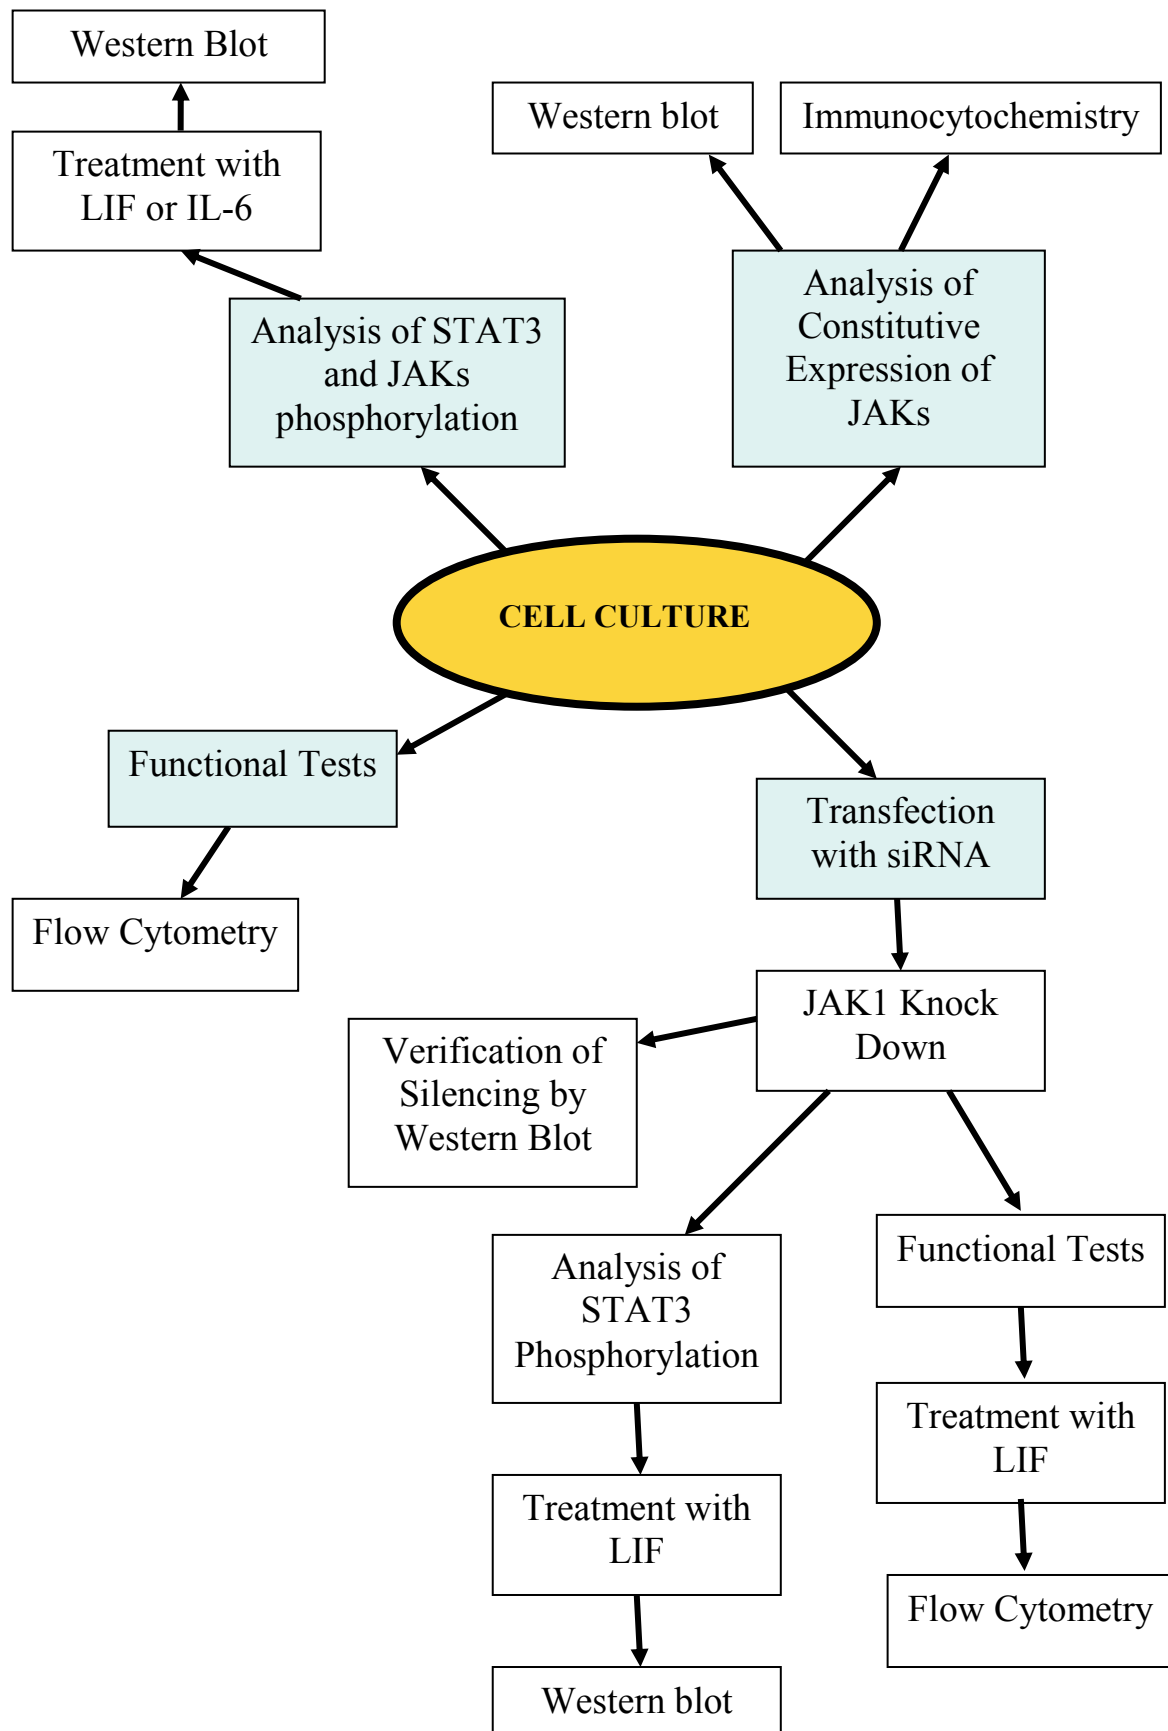 Western Blot
Treatment with
LIF or IL-6
Analysis of STAT3
and JAKs
phosphorylation
Western blot
Immunocytochemistry
Analysis of
Constitutive
Expression of
JAKs
CELL CULTURE
Functional Tests
Flow Cytometry
Transfection
with siRNA
JAK1 Knock
Down
Verification of
Silencing by
Western Blot
Analysis of
STAT3
Phosphorylation
Treatment with
LIF
Western blot
Functional Tests
Treatment with
LIF
Flow Cytometry